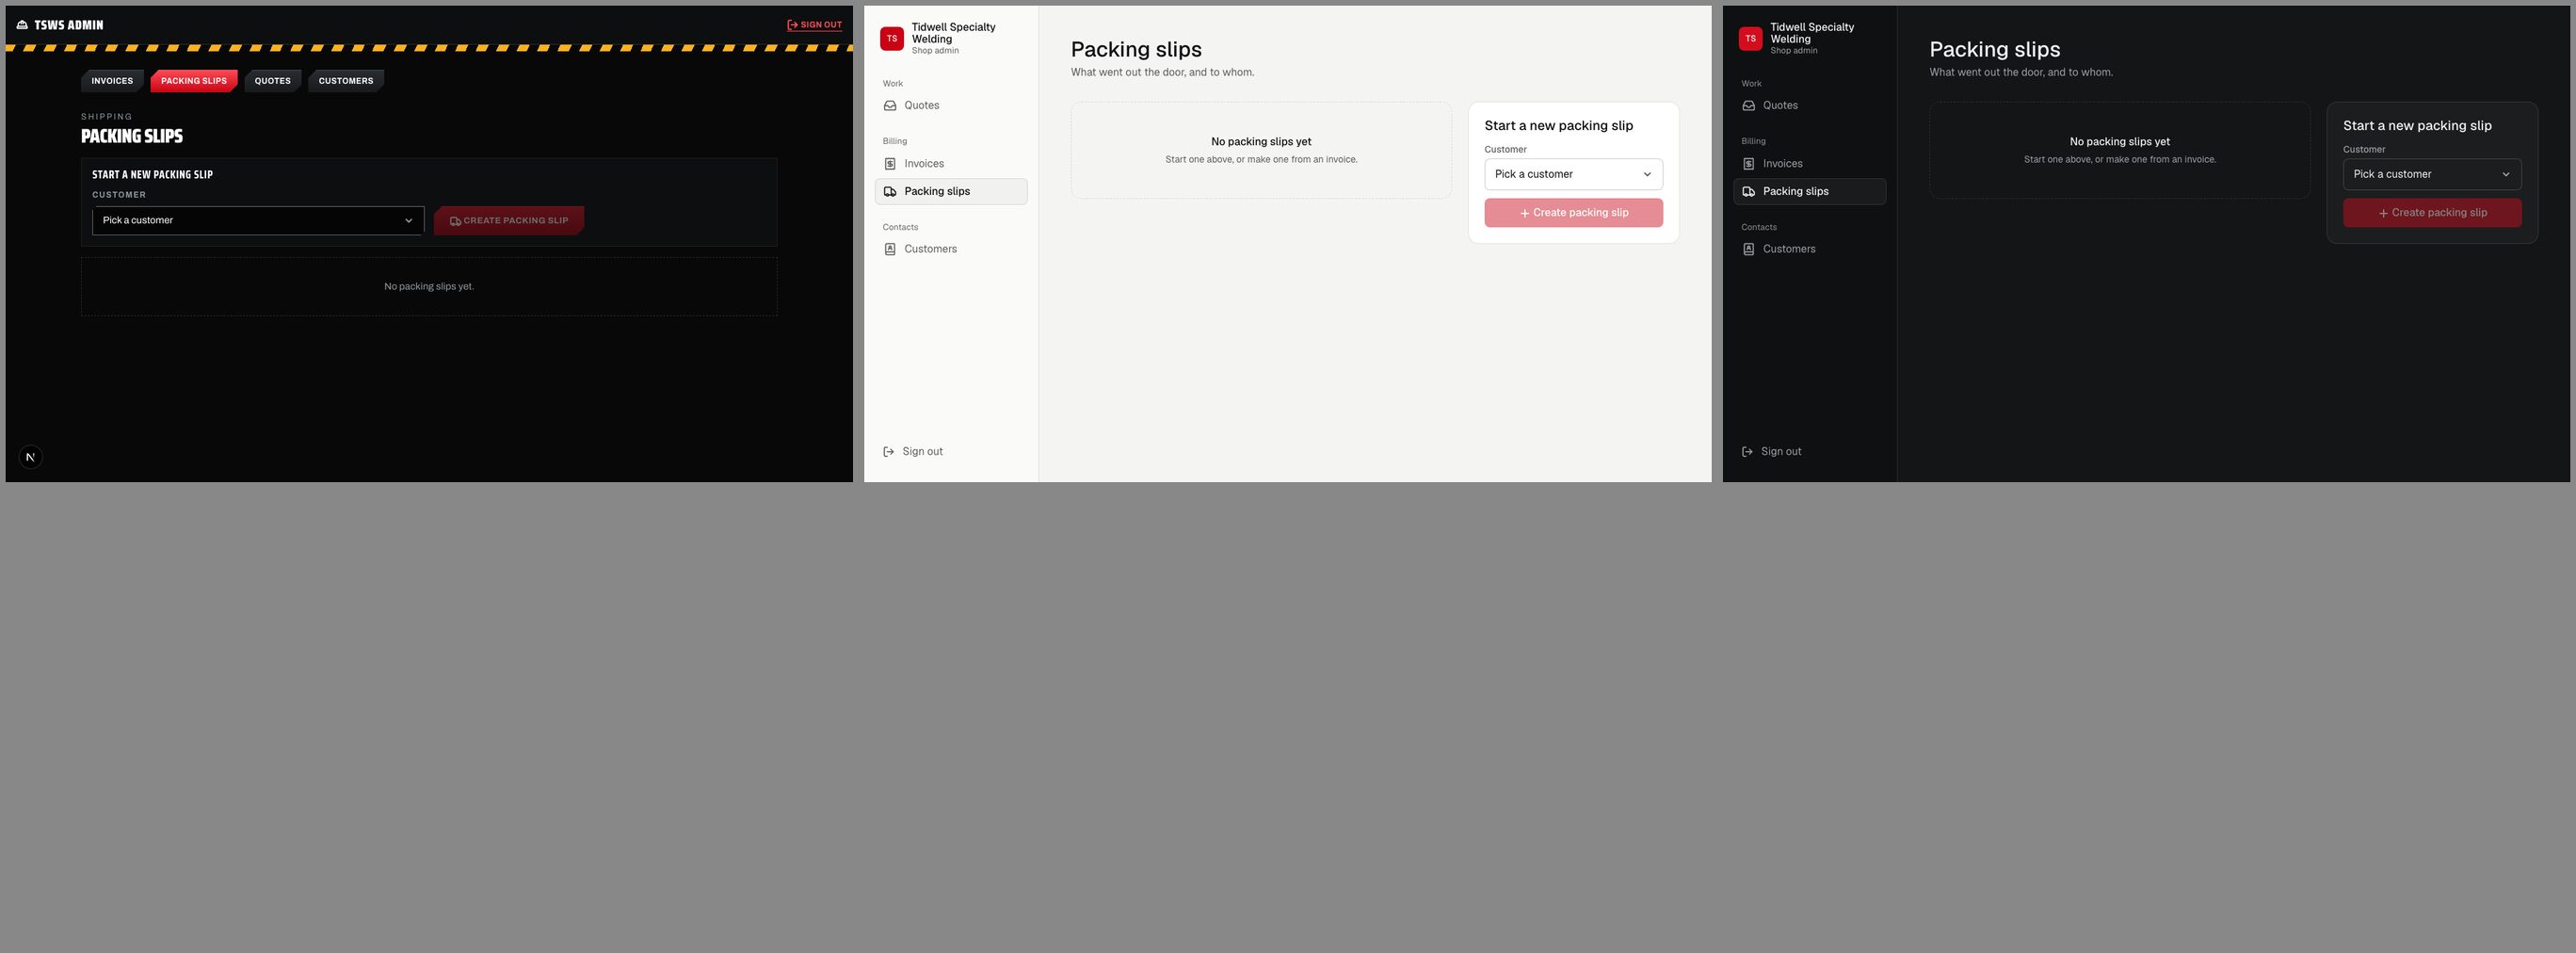 TSWS ADMIN
SIGN OUT
INVOICES
PACKING SLIPS
QUOTES
CUSTOMERS
SHIPPING
PACKING SLIPS
START A NEW PACKING SLIP
CUSTOMER
Pick a customer
CREATE PACKING SLIP
No packing slips yet.
N
TS
Tidwell Specialty
Welding
Shop admin
Work
Quotes
Billing
Invoices
Packing slips
Contacts
Customers
Sign out
Packing slips
What went out the door, and to whom.
No packing slips yet
Start one above, or make one from an invoice.
Start a new packing slip
Customer
Pick a customer
+ Create packing slip
TS
Tidwell Specialty
Welding
Shop admin
Work
Quotes
Billing
Invoices
Packing slips
Contacts
Customers
Sign out
Packing slips
What went out the door, and to whom.
No packing slips yet
Start one above, or make one from an invoice.
Start a new packing slip
Customer
Pick a customer
+ Create packing slip